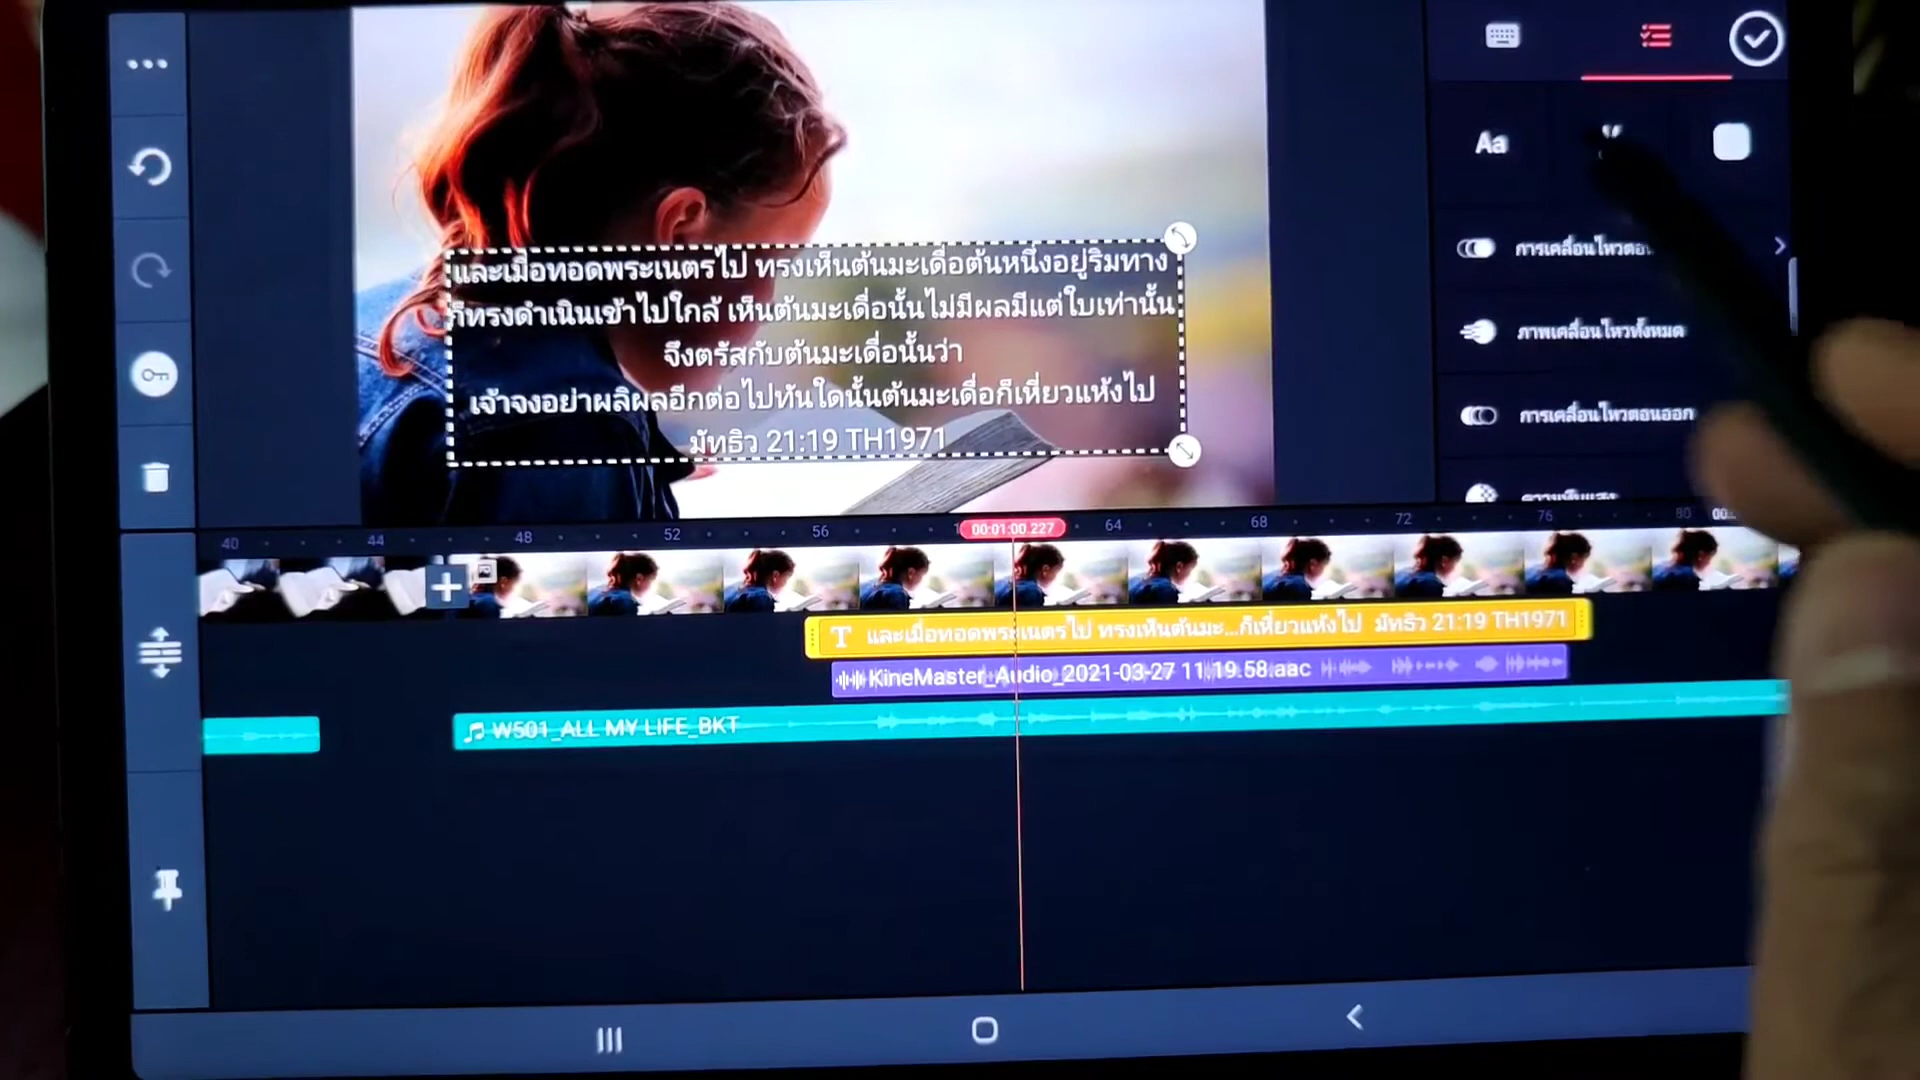 Aa
การเคลื่อนไหวตอน
ภาพเคลื่อนไหวทั้งหมด
การเคลื่อนไหวตอนออก
และเมื่อทอดพระเนตรไป ทรงเห็นต้นมะเดื่อต้นหนึ่งอยู่ริมทาง
ก็ทรงดำเนินเข้าไปใกล้ เห็นต้นมะเดื่อนั้นไม่มีผลมีแต่ใบเท่านั้น
จึงตรัสกับต้นมะเดื่อนั้นว่า
เจ้าจงอย่าผลิผลอีกต่อไปทันใดนั้นต้นมะเดื่อก็เหี่ยวแห้งไป
มัทธิว 21:19 TH1971
40 44 48 52 56 00:01:00.227 64 68 72 76 80
T และเมื่อทอดพระเนตรไป ทรงเห็นต้นมะ...ก็เหี่ยวแห้งไป มัทธิว 21:19 TH1971
KineMaster_Audio_2021-03-27 11.19.58.aac
W501_ALL MY LIFE_BKT